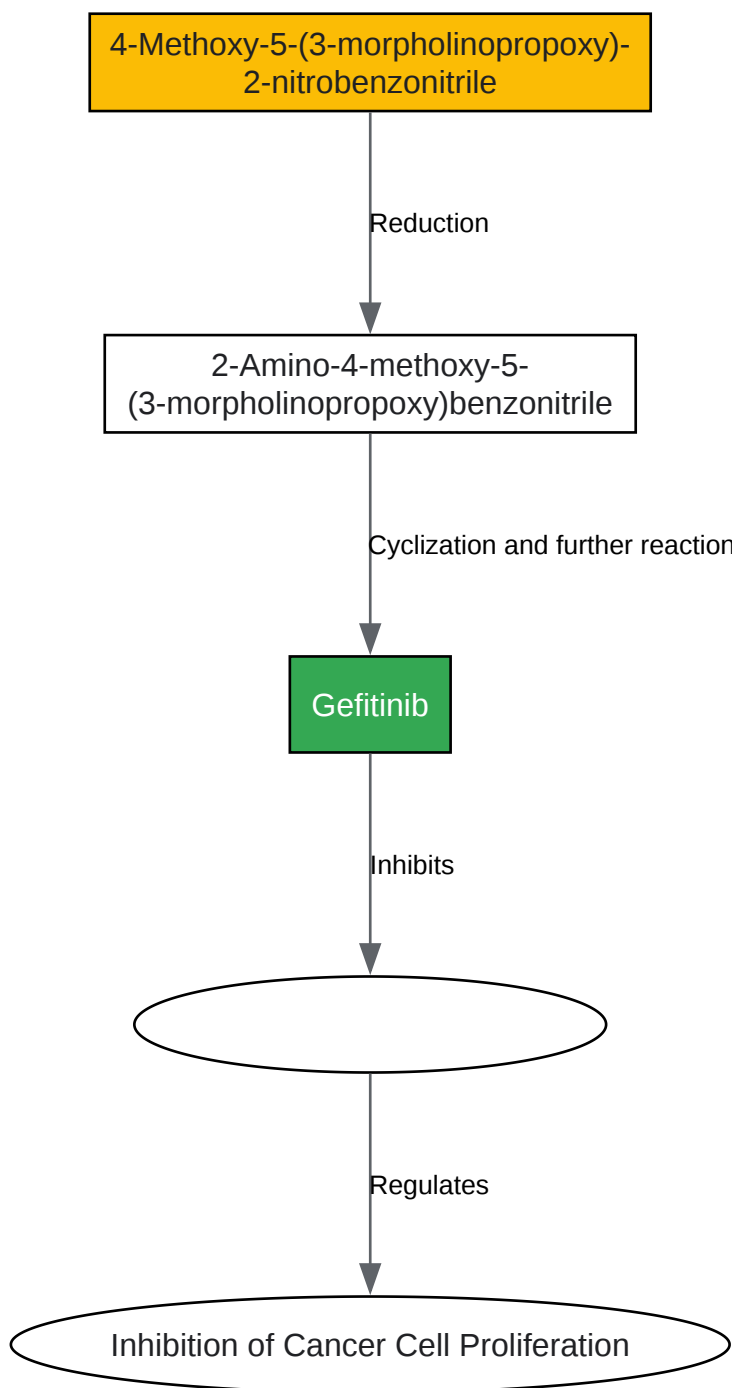 4-Methoxy-5-(3-morpholinopropoxy)-
2-nitrobenzonitrile
Reduction
2-Amino-4-methoxy-5-
(3-morpholinopropoxy)benzonitrile
Cyclization and further reaction
Gefitinib
Inhibits
Regulates
Inhibition of Cancer Cell Proliferation